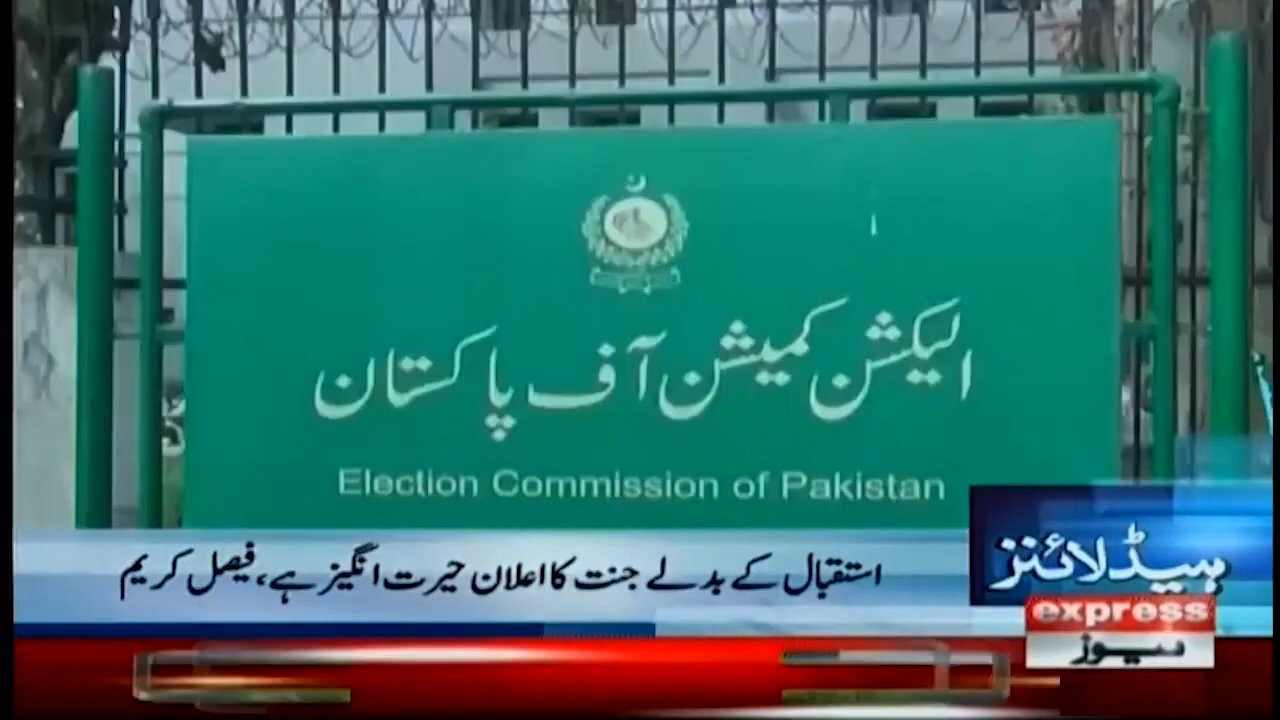 الیکشن کمیشن آف پاکستان
Election Commission of Pakistan
استقبال کے بدلے جنت کا اعلان حیرت انگیز ہے، فیصل کریم
ہیڈلائنز
express
نیوز